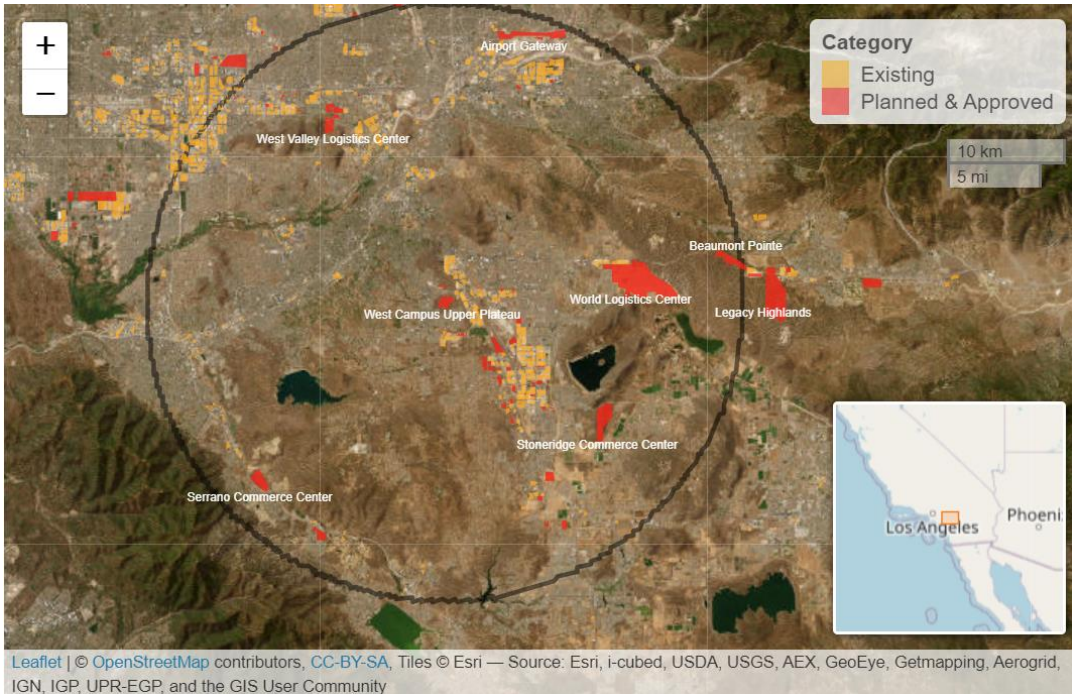 +
−
Airport Gateway
Category
Existing
Planned & Approved
West Valley Logistics Center
10 km
5 mi
Beaumont Pointe
World Logistics Center
West Campus Upper Plateau
Legacy Highlands
Stoneridge Commerce Center
Serrano Commerce Center
Los Angeles
Phoeni
Leaflet | © OpenStreetMap contributors, CC-BY-SA, Tiles © Esri — Source: Esri, i-cubed, USDA, USGS, AEX, GeoEye, Getmapping, Aerogrid,
IGN, IGP, UPR-EGP, and the GIS User Community